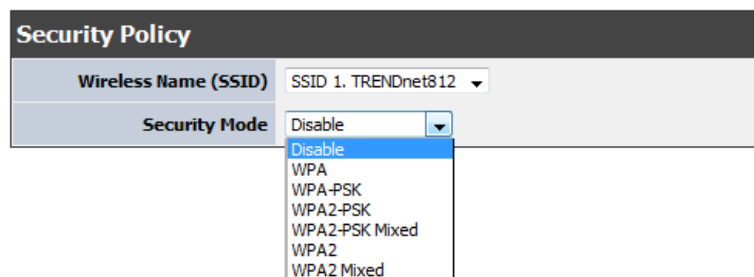 Security Policy
Wireless Name (SSID) SSID 1. TRENDnet812
Security Mode Disable
Disable
WPA
WPA-PSK
WPA2-PSK
WPA2-PSK Mixed
WPA2
WPA2 Mixed